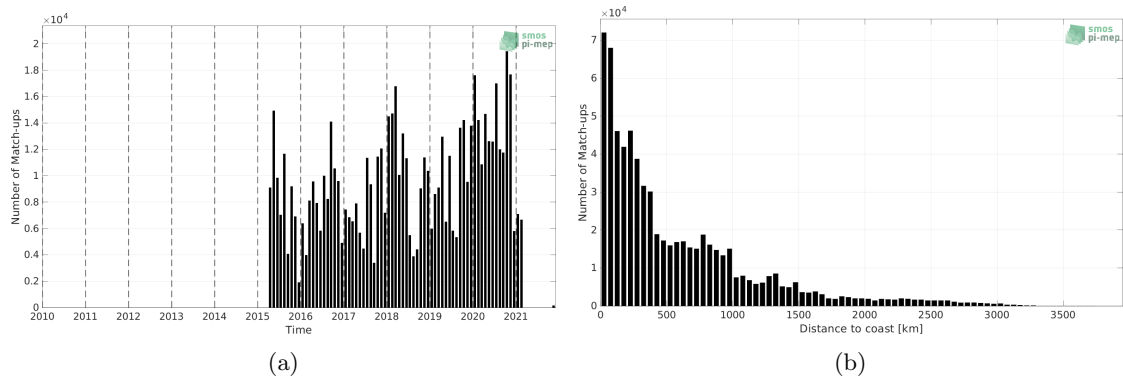 ×10⁴
2
1.8
1.6
1.4
1.2
1
0.8
0.6
0.4
0.2
0
Number of Match-ups
2010 2011 2012 2013 2014 2015 2016 2017 2018 2019 2020 2021
Time
smos
pi-mep
(a)
×10⁴
7
6
5
4
3
2
1
0
Number of Match-ups
0 500 1000 1500 2000 2500 3000 3500
Distance to coast [km]
smos
pi-mep
(b)